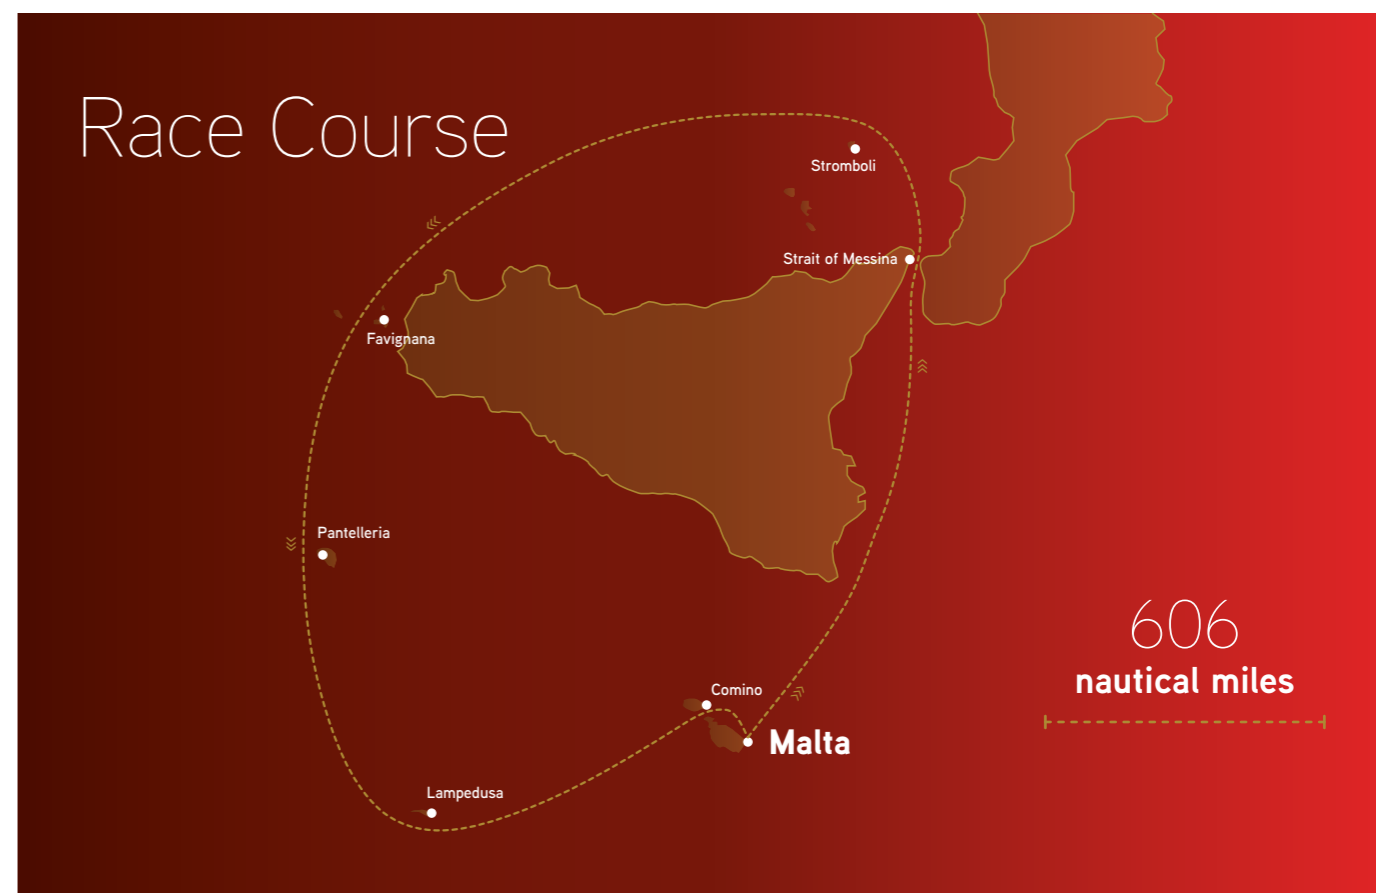 Race Course
Stromboli
Strait of Messina
Favignana
Pantelleria
606
nautical miles
Comino
Malta
Lampedusa